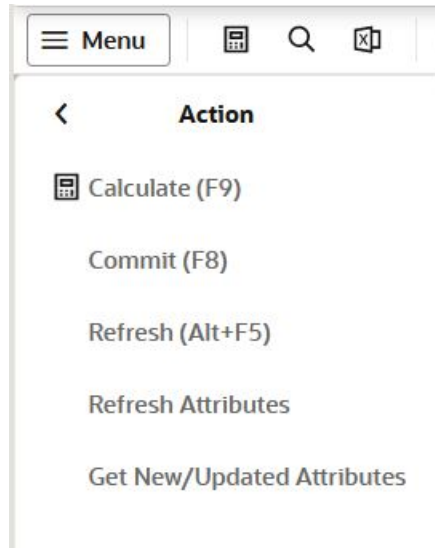 Menu
Action
Calculate (F9)
Commit (F8)
Refresh (Alt+F5)
Refresh Attributes
Get New/Updated Attributes